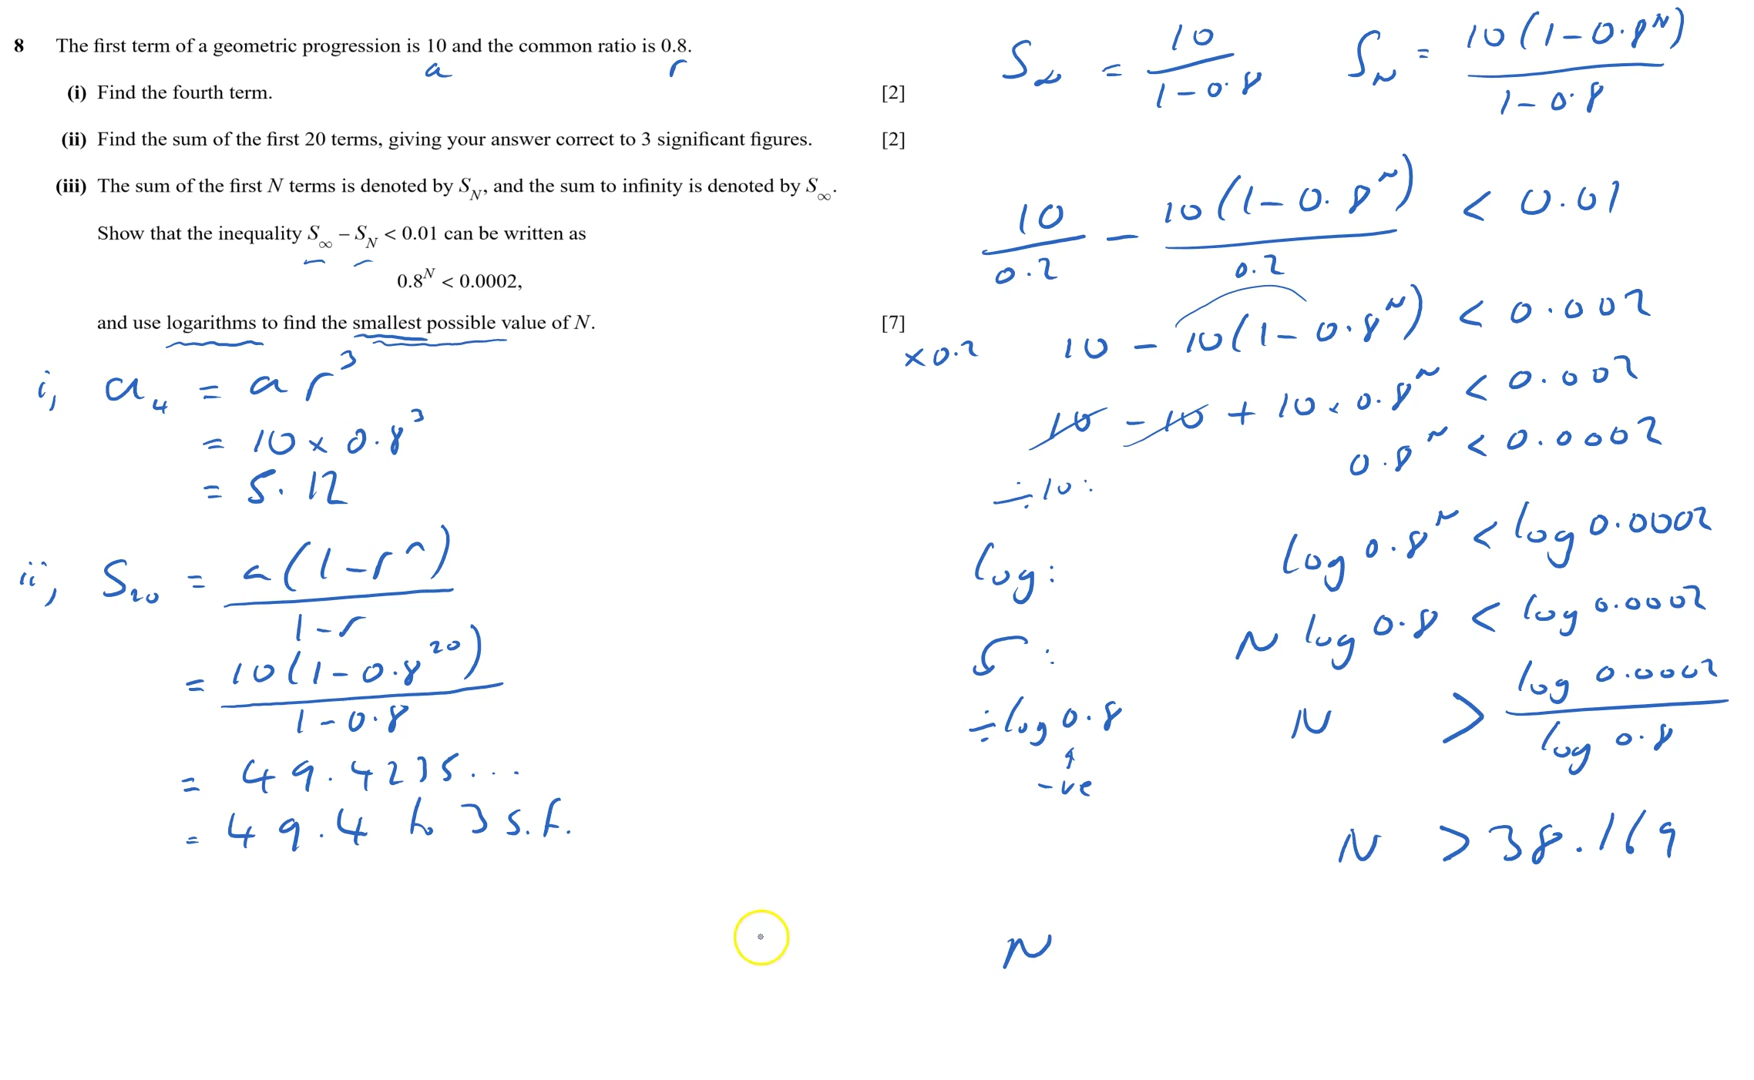 8 The first term of a geometric progression is 10 and the common ratio is 0.8.
a r
(i) Find the fourth term. [2]
(ii) Find the sum of the first 20 terms, giving your answer correct to 3 significant figures. [2]
(iii) The sum of the first N terms is denoted by S_N, and the sum to infinity is denoted by S_∞.
Show that the inequality S_∞ − S_N < 0.01 can be written as
0.8^N < 0.0002,
and use logarithms to find the smallest possible value of N. [7]
i, a_4 = ar^3
= 10 × 0.8^3
= 5.12
ii, S_20 = a(1-r^n)/(1-r)
= 10(1-0.8^20)/(1-0.8)
= 49.4235...
= 49.4 to 3 s.f.
S_∞ = 10/(1-0.8) S_N = 10(1-0.8^N)/(1-0.8)
10/0.2 - 10(1-0.8^N)/0.2 < 0.01
×0.2 10 - 10(1-0.8^N) < 0.002
10 - 10 + 10×0.8^N < 0.002
÷10: 0.8^N < 0.0002
log: log 0.8^N < log 0.0002
N log 0.8 < log 0.0002
÷log 0.8 N > log 0.0002/log 0.8
-ve
N > 38.169
N